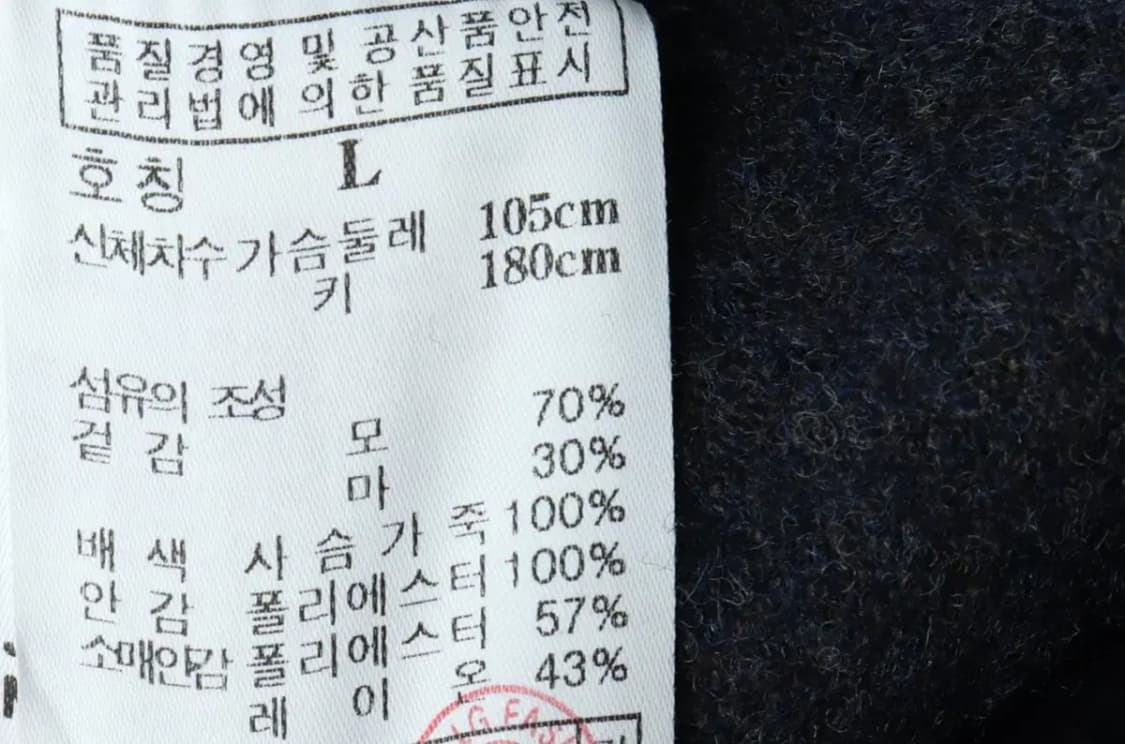 품질경영 및 공산품안전
관리법에 의한 품질표시
호칭 L
신체치수 가슴둘레 105cm
키 180cm
섬유의 조성
겉감 모 70%
마 30%
배색 사슴가죽 100%
안감 폴리에스터 100%
소매안감 폴리에스터 57%
레이온 43%
LG FAS